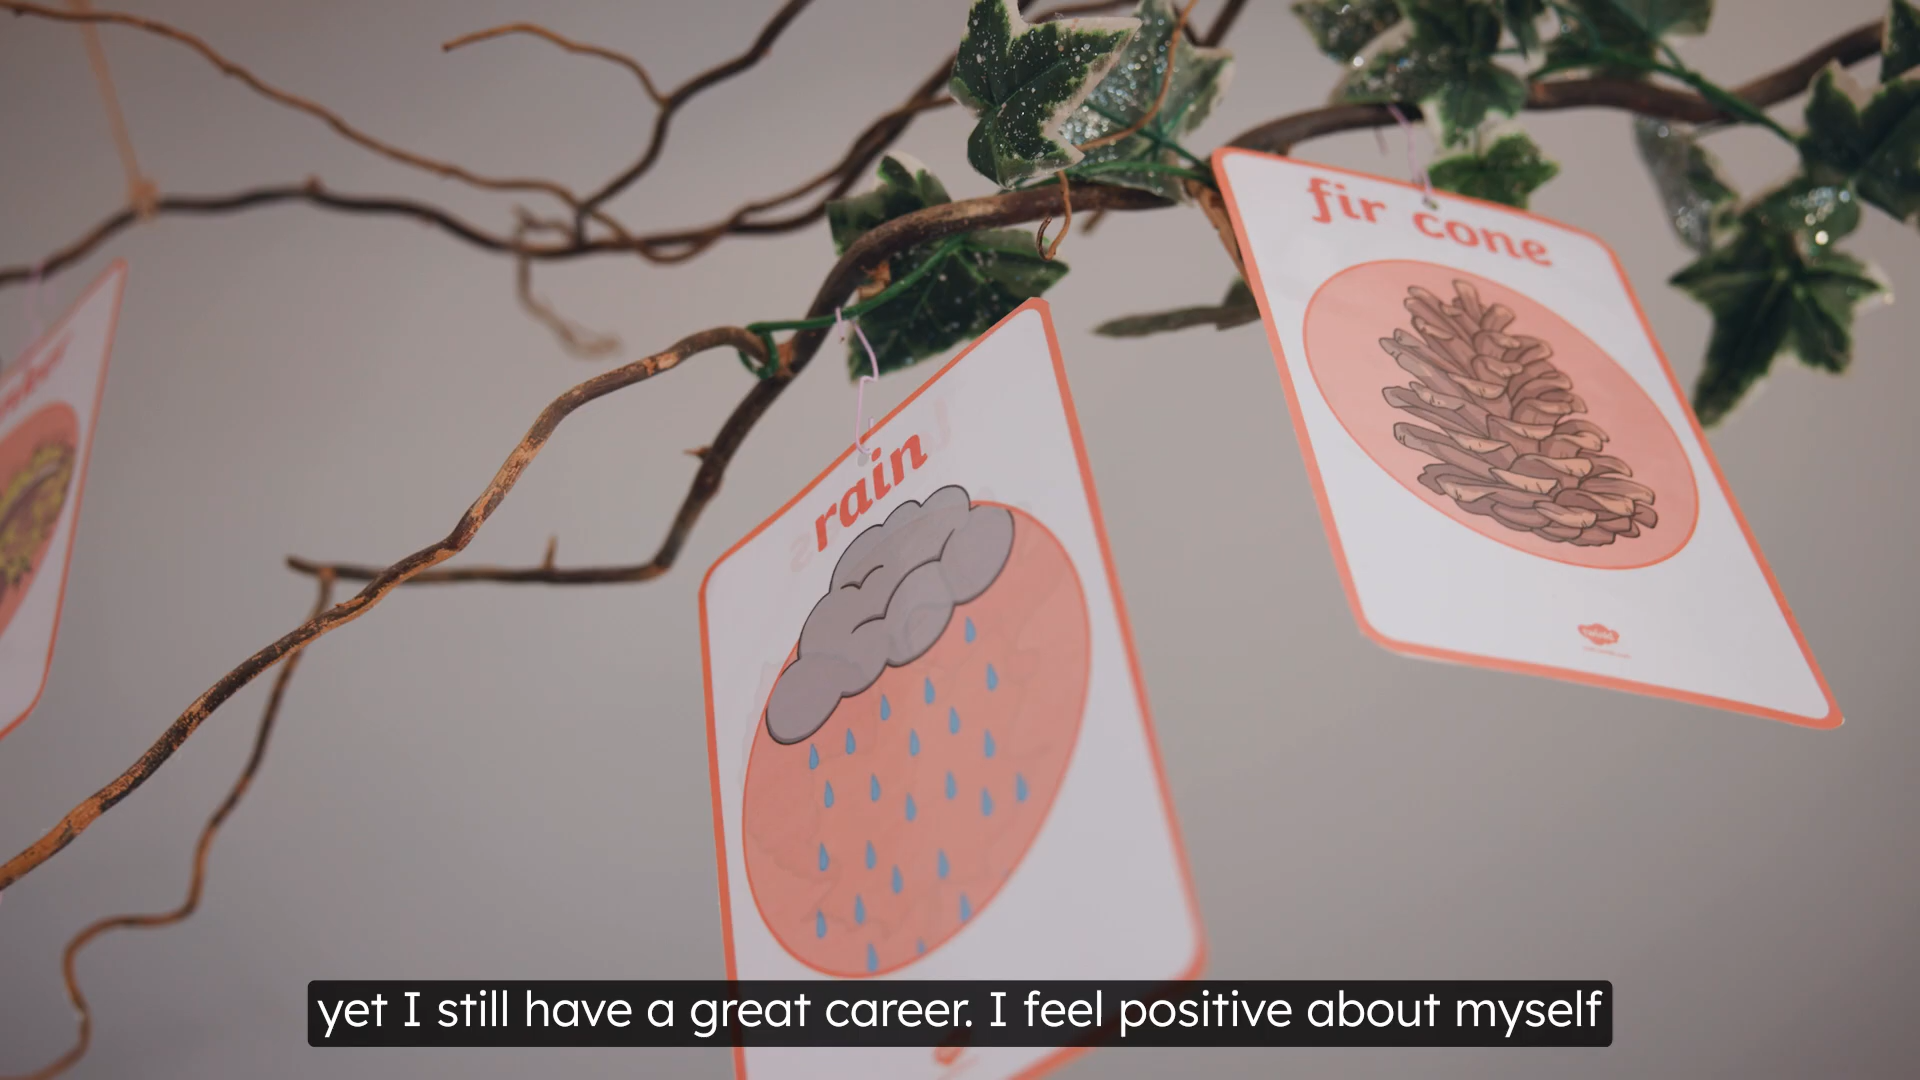 fir cone
rain
yet I still have a great career. I feel positive about myself